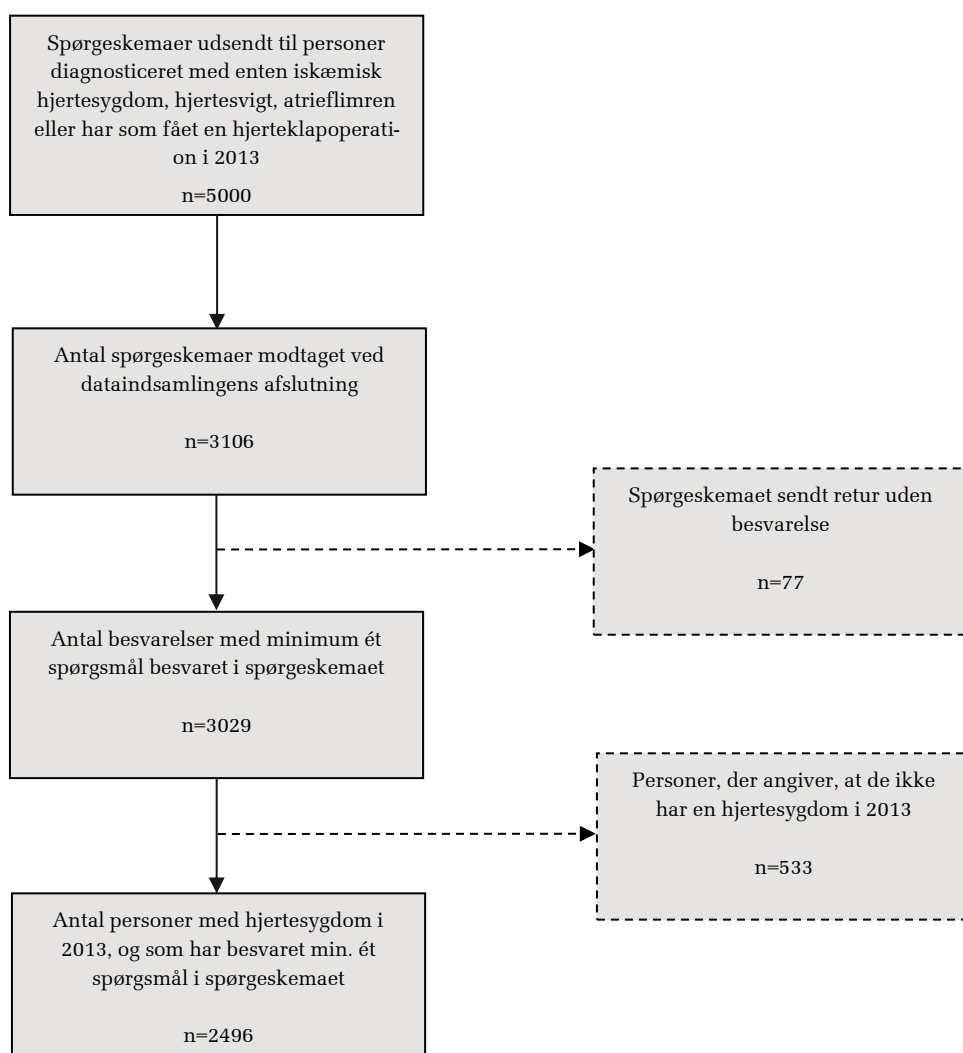 Spørgeskemaer udsendt til personer
diagnosticeret med enten iskæmisk
hjertesygdom, hjertesvigt, atrieflimren
eller har som fået en hjerteklapoperati-
on i 2013
n=5000
Antal spørgeskemaer modtaget ved
dataindsamlingens afslutning
n=3106
Spørgeskemaet sendt retur uden
besvarelse
n=77
Antal besvarelser med minimum ét
spørgsmål besvaret i spørgeskemaet
n=3029
Personer, der angiver, at de ikke
har en hjertesygdom i 2013
n=533
Antal personer med hjertesygdom i
2013, og som har besvaret min. ét
spørgsmål i spørgeskemaet
n=2496